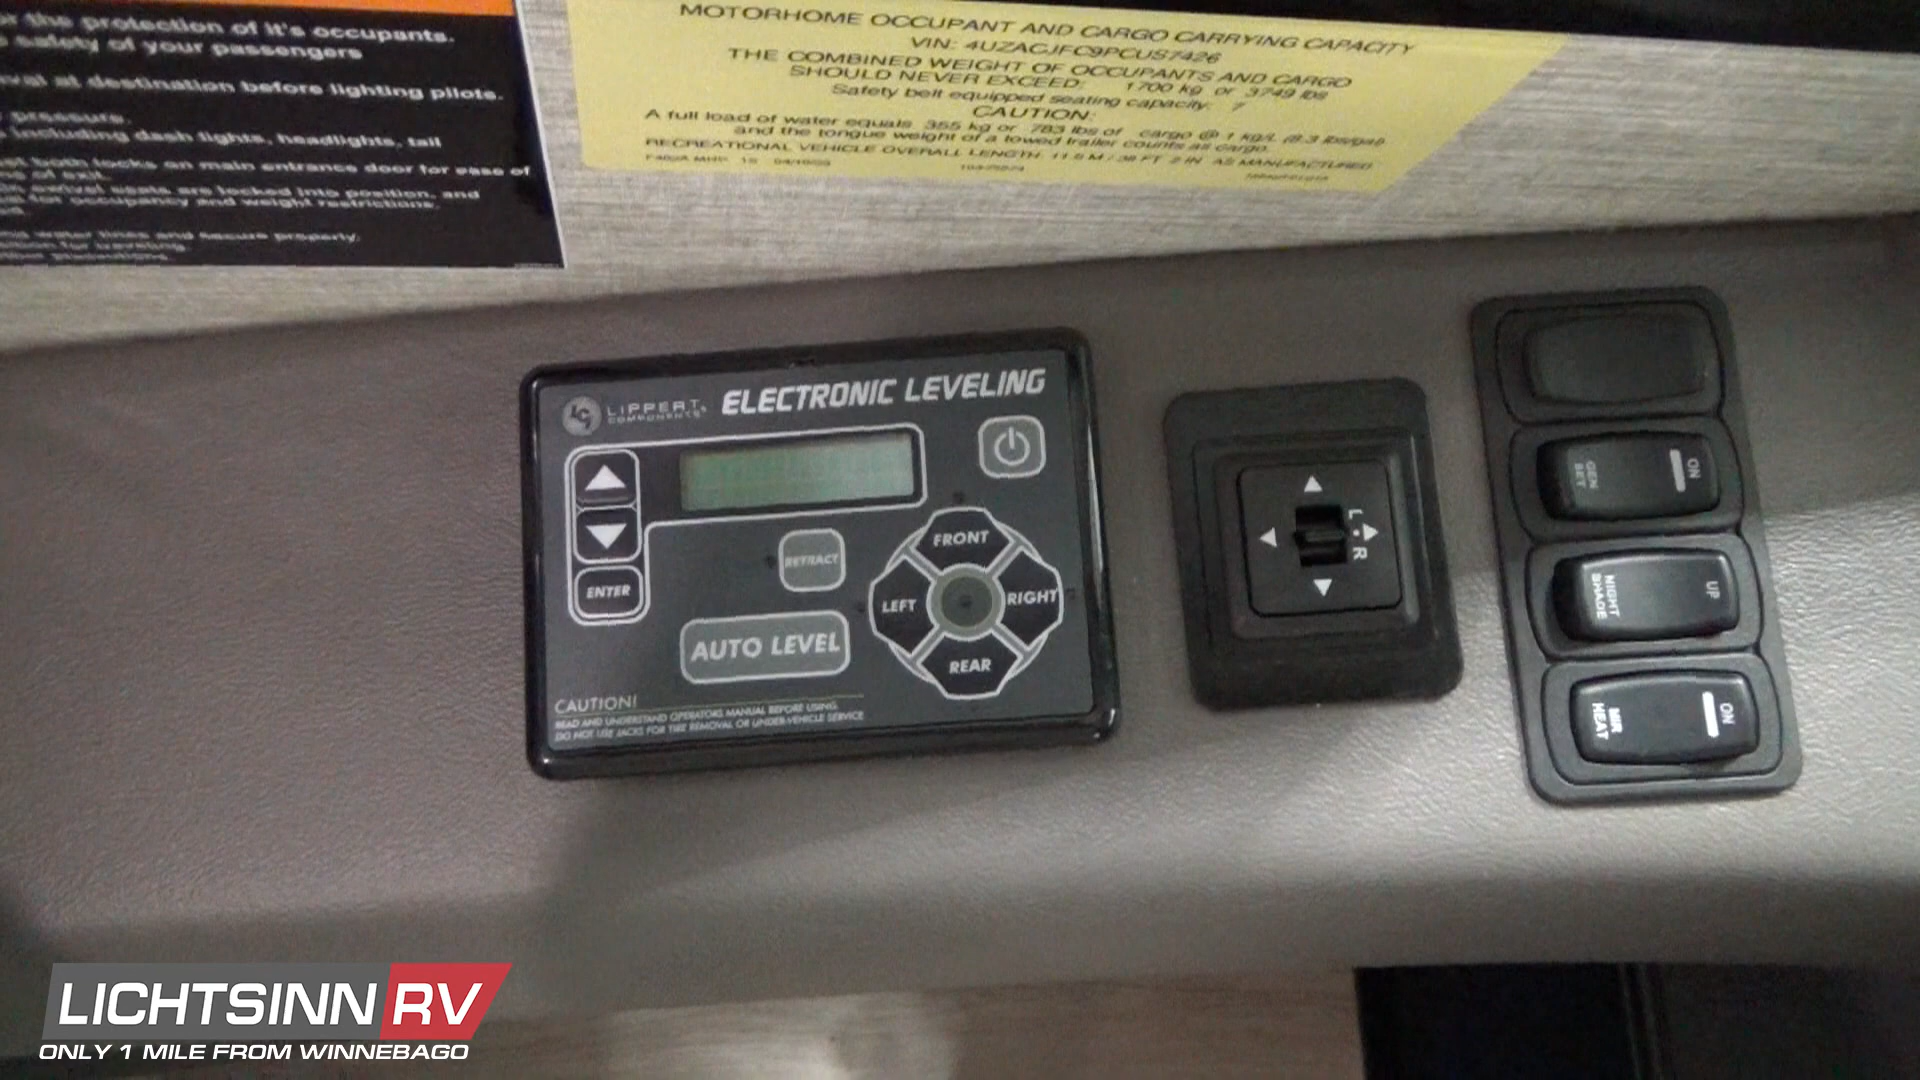 or the protection of it's occupants.
safety of your passengers
at destination before lighting pilots.
pressure.
including dash lights, headlights, tail
both locks on main entrance door for ease of
of exit.
swivel seats are locked into position, and
for occupancy and weight restrictions.
water lines and secure properly.
for traveling.
MOTORHOME OCCUPANT AND CARGO CARRYING CAPACITY
VIN: 4UZACJFC9PCUS7426
THE COMBINED WEIGHT OF OCCUPANTS AND CARGO
SHOULD NEVER EXCEED: 1700 kg or 3749 lbs
Safety belt equipped seating capacity: 7
CAUTION:
A full load of water equals 355 kg or 783 lbs of cargo @ 1 kg/L (8.3 lbs/gal)
and the tongue weight of a towed trailer counts as cargo.
RECREATIONAL VEHICLE OVERALL LENGTH AS MANUFACTURED
LIPPERT
COMPONENTS
ELECTRONIC LEVELING
ENTER
RETRACT
AUTO LEVEL
FRONT
LEFT
RIGHT
REAR
CAUTION!
READ AND UNDERSTAND OPERATORS MANUAL BEFORE USING.
DO NOT USE JACKS FOR TIRE REMOVAL OR UNDER-VEHICLE SERVICE
L
R
ON
GEN
SET
UP
NIGHT
SHADE
ON
MIR
HEAT
LICHTSINN RV
ONLY 1 MILE FROM WINNEBAGO